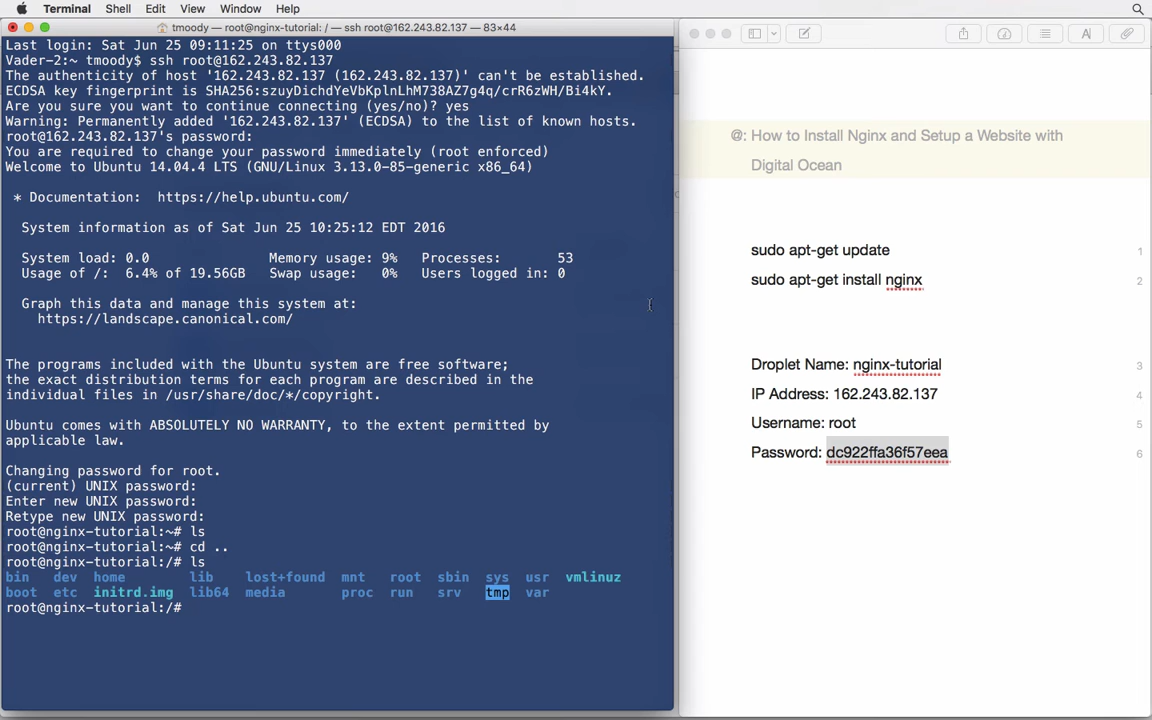 Terminal Shell Edit View Window Help
tmoody — root@nginx-tutorial: / — ssh root@162.243.82.137 — 83×44
Last login: Sat Jun 25 09:11:25 on ttys000
Vader-2:~ tmoody$ ssh root@162.243.82.137
The authenticity of host '162.243.82.137 (162.243.82.137)' can't be established.
ECDSA key fingerprint is SHA256:szuyDichdYeVbKplnLhM738AZ7g4q/crR6zWH/Bi4kY.
Are you sure you want to continue connecting (yes/no)? yes
Warning: Permanently added '162.243.82.137' (ECDSA) to the list of known hosts.
root@162.243.82.137's password:
You are required to change your password immediately (root enforced)
Welcome to Ubuntu 14.04.4 LTS (GNU/Linux 3.13.0-85-generic x86_64)
* Documentation: https://help.ubuntu.com/
System information as of Sat Jun 25 10:25:12 EDT 2016
System load: 0.0 Memory usage: 9% Processes: 53
Usage of /: 6.4% of 19.56GB Swap usage: 0% Users logged in: 0
Graph this data and manage this system at:
https://landscape.canonical.com/
The programs included with the Ubuntu system are free software;
the exact distribution terms for each program are described in the
individual files in /usr/share/doc/*/copyright.
Ubuntu comes with ABSOLUTELY NO WARRANTY, to the extent permitted by
applicable law.
Changing password for root.
(current) UNIX password:
Enter new UNIX password:
Retype new UNIX password:
root@nginx-tutorial:~# ls
root@nginx-tutorial:~# cd ..
root@nginx-tutorial:/# ls
bin dev home lib lost+found mnt root sbin sys usr vmlinuz
boot etc initrd.img lib64 media proc run srv tmp var
root@nginx-tutorial:/#
@: How to Install Nginx and Setup a Website with
Digital Ocean
sudo apt-get update 1
sudo apt-get install nginx 2
Droplet Name: nginx-tutorial 3
IP Address: 162.243.82.137 4
Username: root 5
Password: dc922ffa36f57eea 6